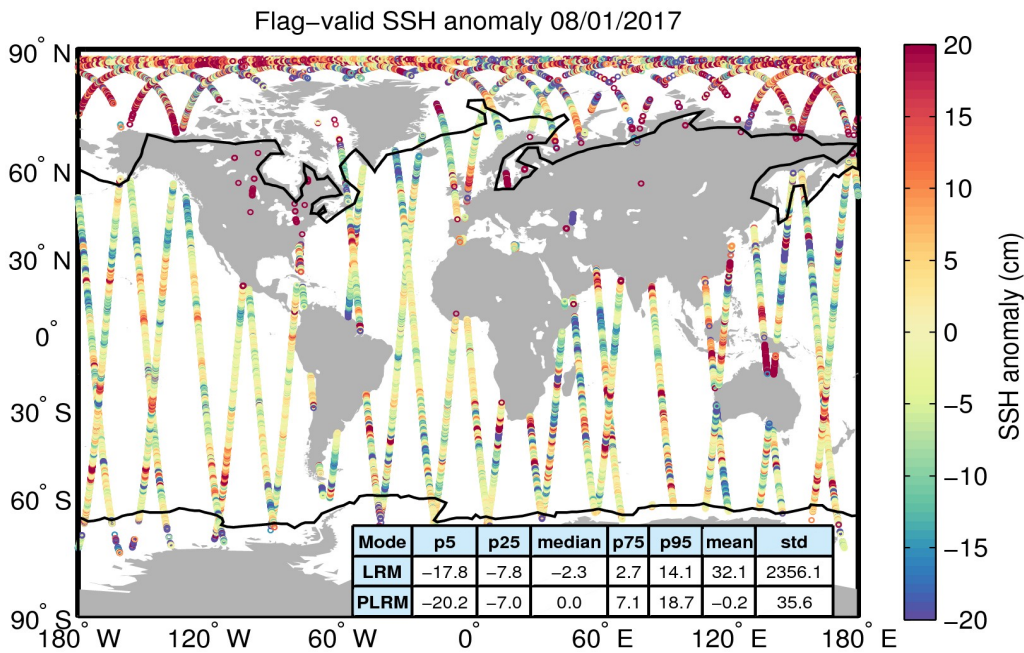 Flag−valid SSH anomaly 08/01/2017
90° N
60° N
30° N
0°
30° S
60° S
90° S
180° W
120° W
60° W
0°
60° E
120° E
180° E
Mode p5 p25 median p75 p95 mean std
LRM −17.8 −7.8 −2.3 2.7 14.1 32.1 2356.1
PLRM −20.2 −7.0 0.0 7.1 18.7 −0.2 35.6
20
15
10
5
0
−5
−10
−15
−20
SSH anomaly (cm)